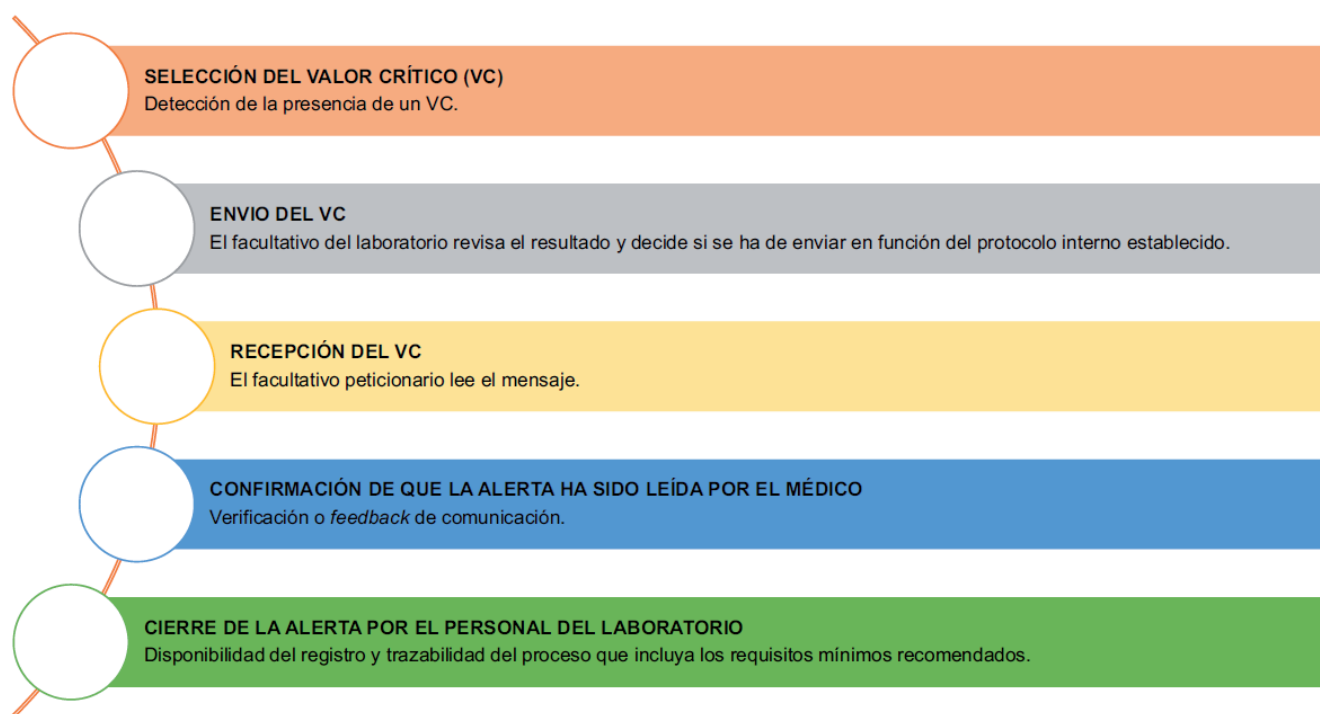 SELECCIÓN DEL VALOR CRÍTICO (VC)
Detección de la presencia de un VC.
ENVIO DEL VC
El facultativo del laboratorio revisa el resultado y decide si se ha de enviar en función del protocolo interno establecido.
RECEPCIÓN DEL VC
El facultativo peticionario lee el mensaje.
CONFIRMACIÓN DE QUE LA ALERTA HA SIDO LEÍDA POR EL MÉDICO
Verificación o feedback de comunicación.
CIERRE DE LA ALERTA POR EL PERSONAL DEL LABORATORIO
Disponibilidad del registro y trazabilidad del proceso que incluya los requisitos mínimos recomendados.